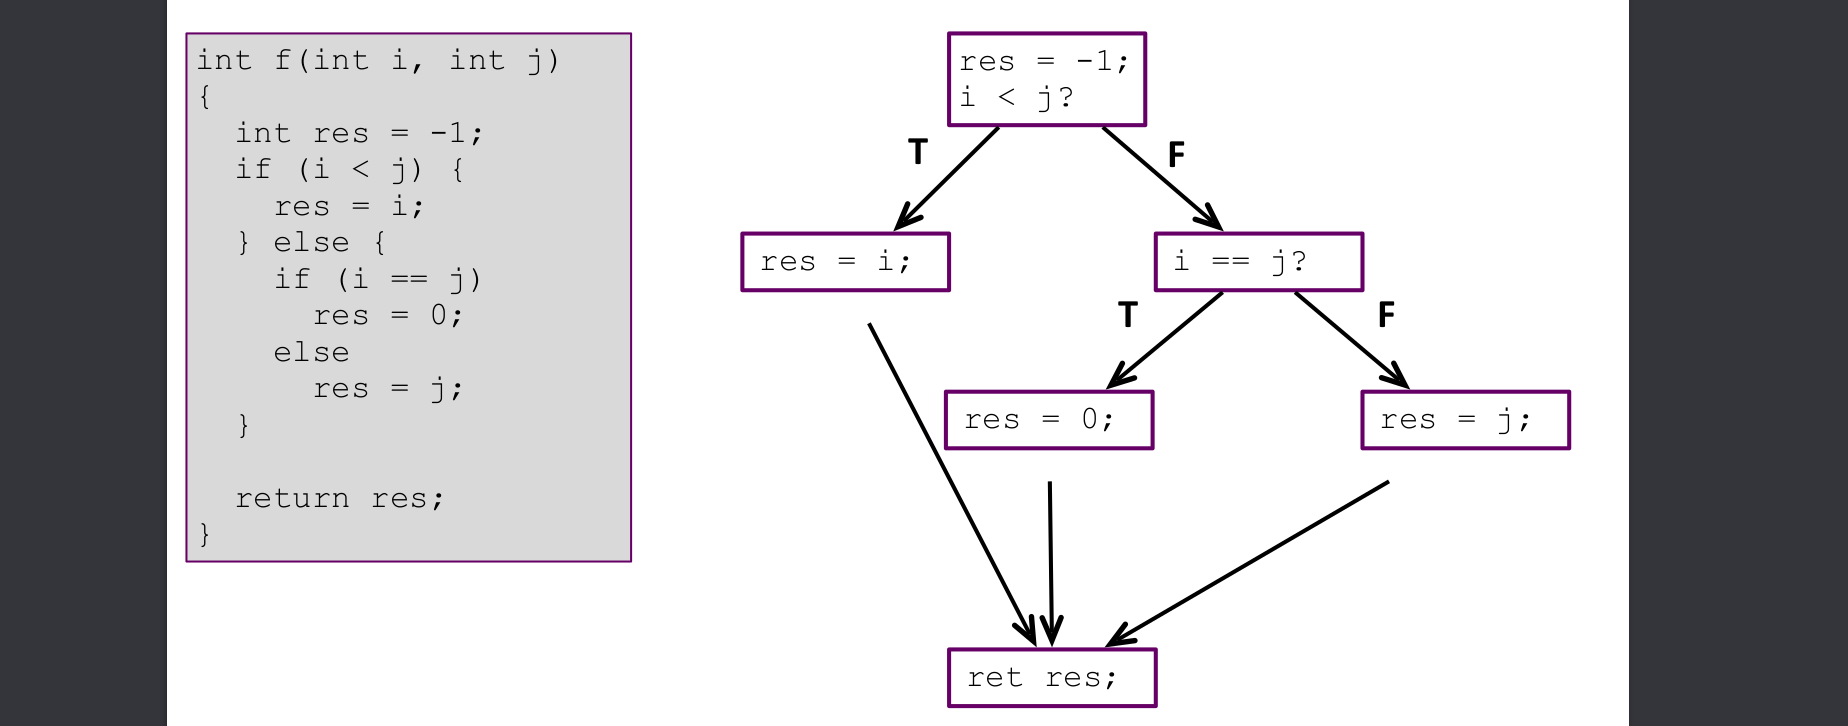 int f(int i, int j)
{
  int res = -1;
  if (i < j) {
    res = i;
  } else {
    if (i == j)
      res = 0;
    else
      res = j;
  }

  return res;
}
res = -1;
i < j?
T
F
res = i;
i == j?
T
F
res = 0;
res = j;
ret res;